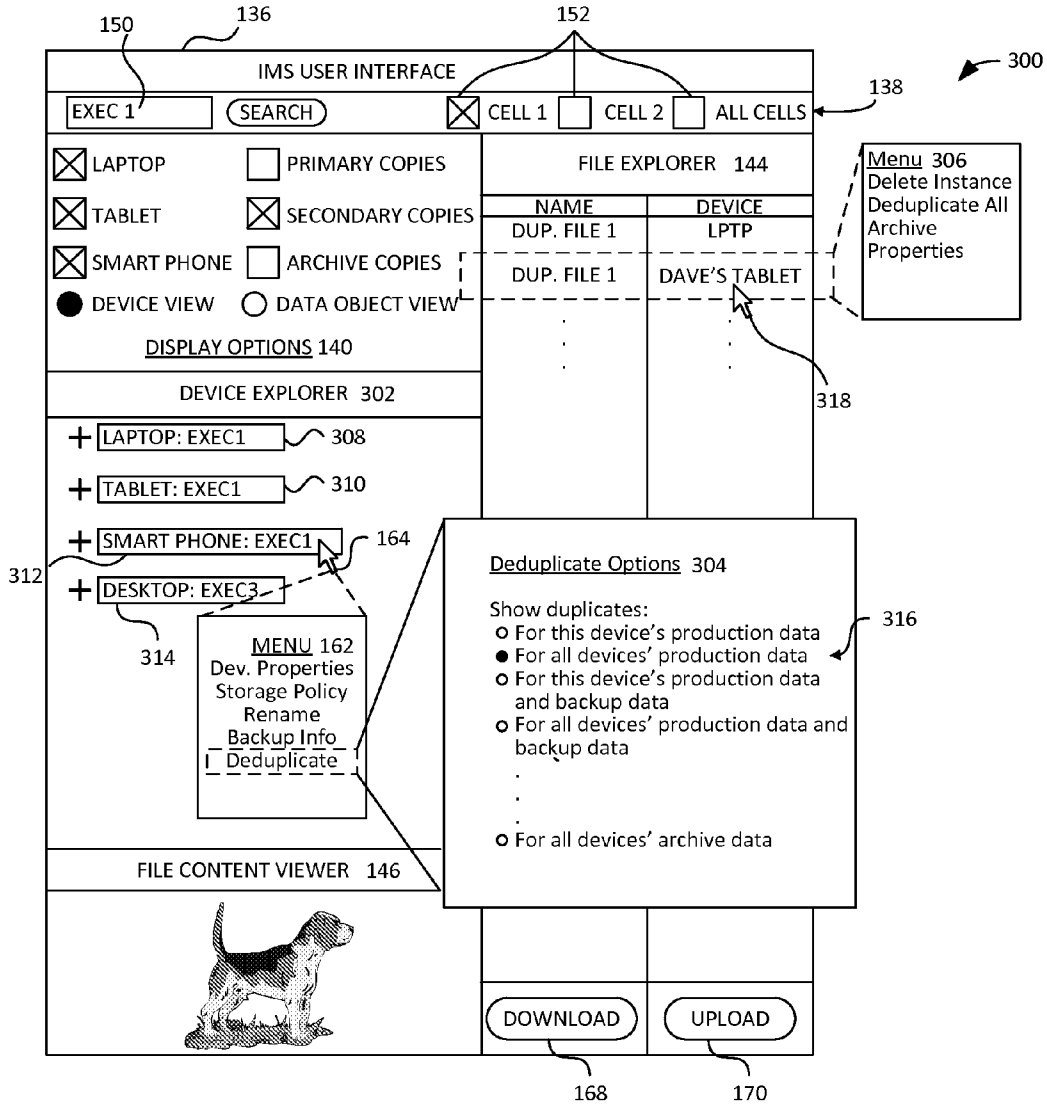 136
152
150
300
IMS USER INTERFACE
EXEC 1 SEARCH CELL 1 CELL 2 ALL CELLS
138
LAPTOP PRIMARY COPIES
TABLET SECONDARY COPIES
SMART PHONE ARCHIVE COPIES
DEVICE VIEW DATA OBJECT VIEW
DISPLAY OPTIONS 140
FILE EXPLORER 144
NAME DEVICE
DUP. FILE 1 LPTP
DUP. FILE 1 DAVE'S TABLET
318
Menu 306
Delete Instance
Deduplicate All
Archive
Properties
DEVICE EXPLORER 302
+ LAPTOP: EXEC1 308
+ TABLET: EXEC1 310
+ SMART PHONE: EXEC1 164
312
+ DESKTOP: EXEC3
314
MENU 162
Dev. Properties
Storage Policy
Rename
Backup Info
Deduplicate
Deduplicate Options 304
Show duplicates:
For this device's production data
For all devices' production data
For this device's production data
and backup data
For all devices' production data and
backup data
For all devices' archive data
316
FILE CONTENT VIEWER 146
DOWNLOAD UPLOAD
168 170